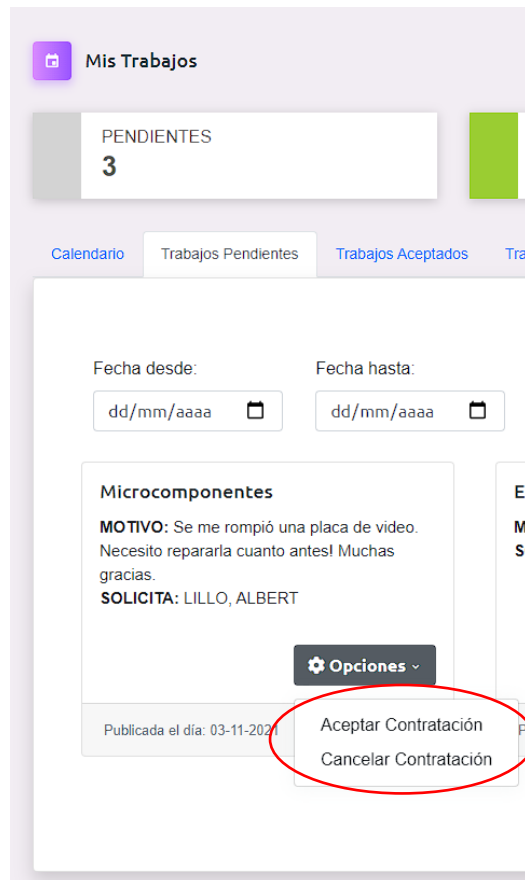 Mis Trabajos
PENDIENTES
3
Calendario Trabajos Pendientes Trabajos Aceptados
Fecha desde: Fecha hasta:
dd/mm/aaaa dd/mm/aaaa
Microcomponentes
MOTIVO: Se me rompió una placa de video.
Necesito repararla cuanto antes! Muchas
gracias.
SOLICITA: LILLO, ALBERT
Opciones
Publicada el día: 03-11-2021
Aceptar Contratación
Cancelar Contratación